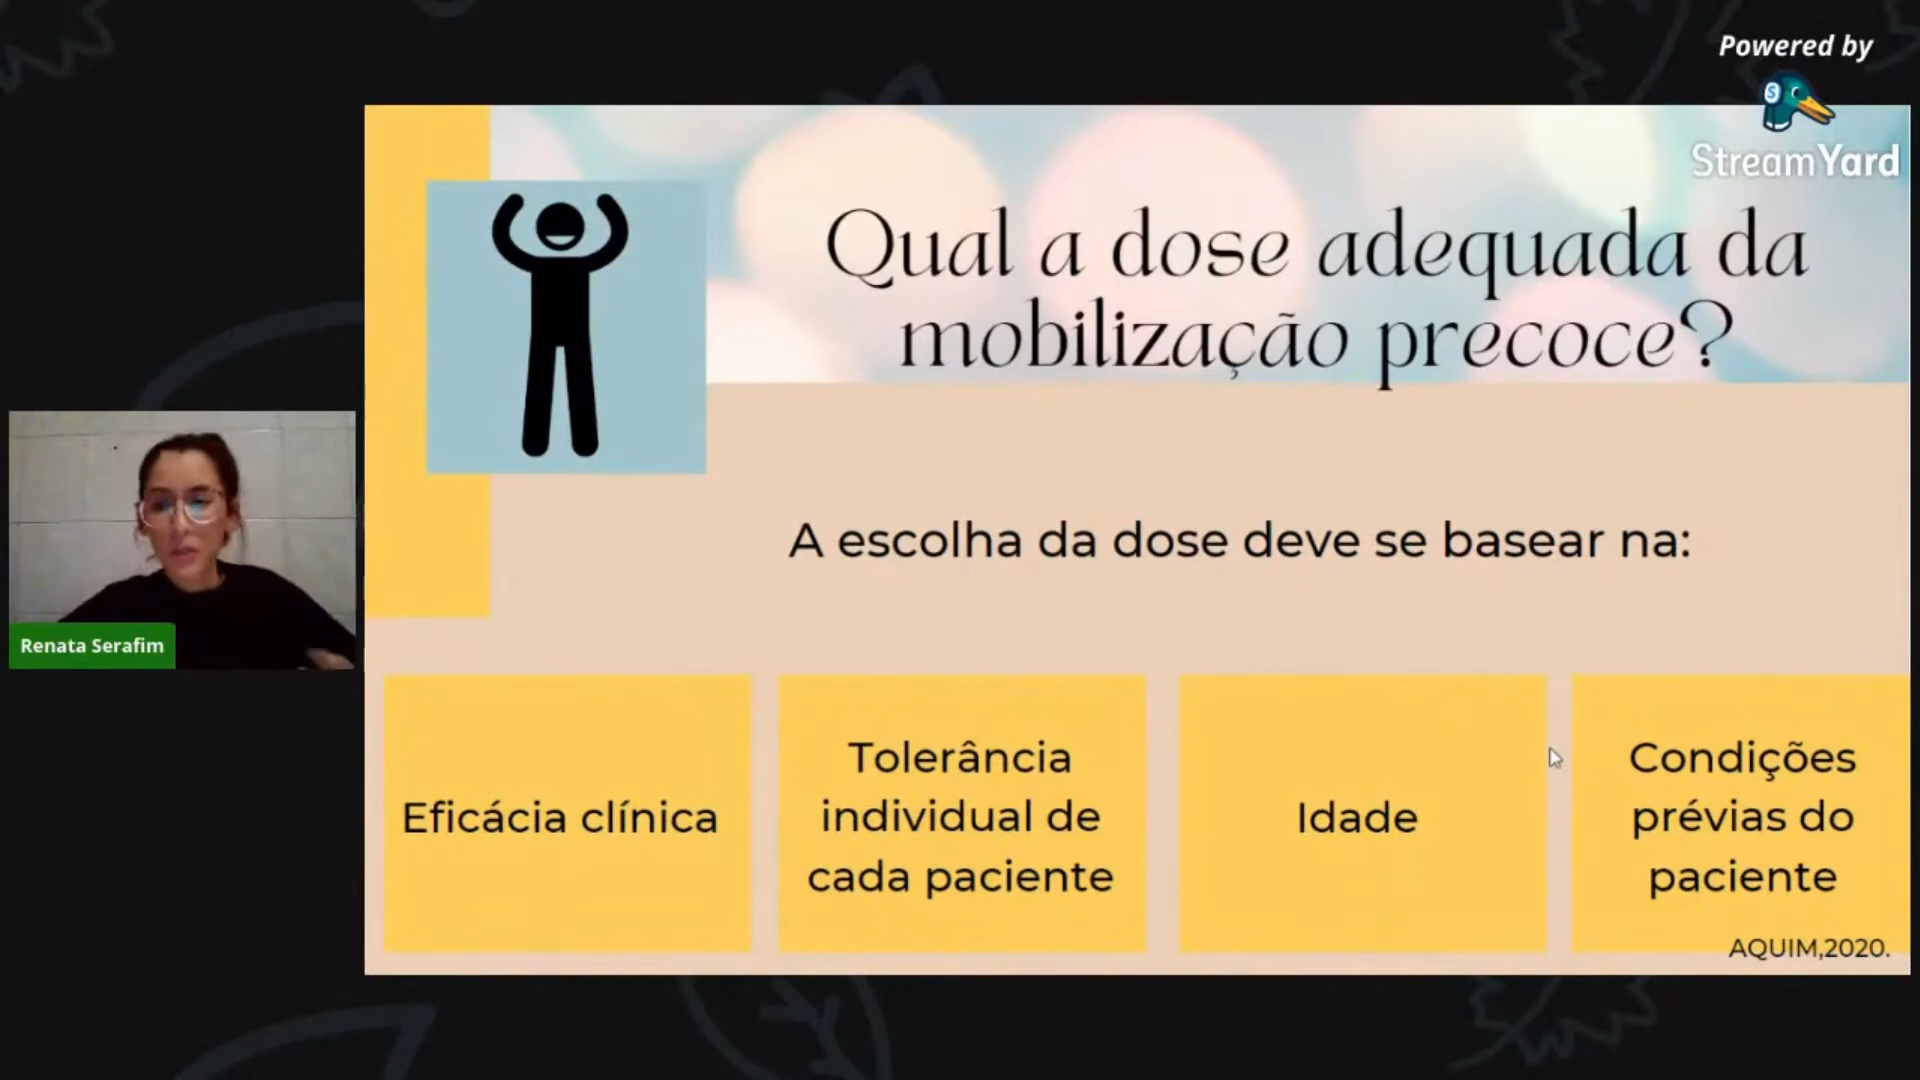 Powered by
StreamYard
Qual a dose adequada da
mobilização precoce?
A escolha da dose deve se basear na:
Eficácia clínica
Tolerância
individual de
cada paciente
Idade
Condições
prévias do
paciente
AQUIM,2020.
Renata Serafim